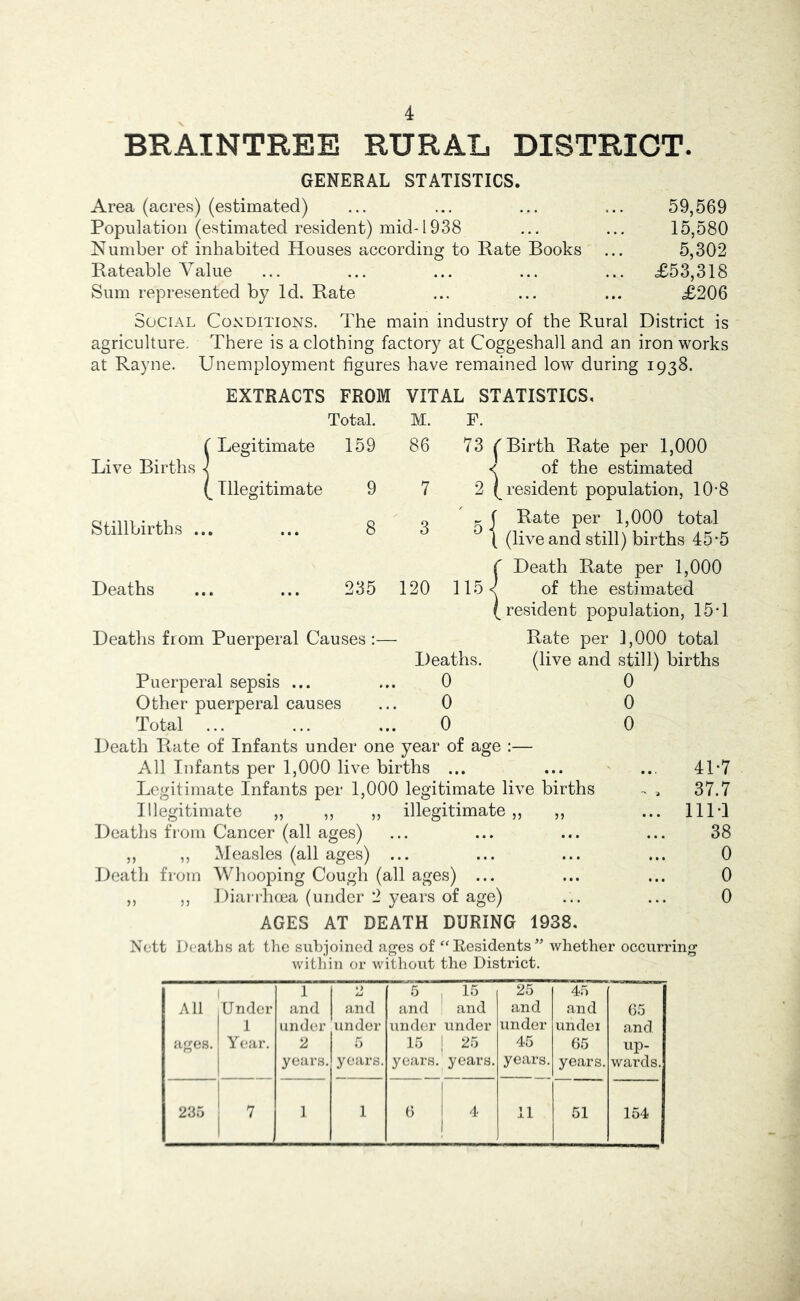 4
BRAINTREE RURAL DISTRICT.
GENERAL STATISTICS.
Area (acres) (estimated) ... ... ... ... 59,569
Population (estimated resident) mid-1938 ... ... 15,580
Number of inhabited Houses according to Rate Books ... 5,302
Rateable Value ... ... ... ... ... £53,318
Sum represented by 1d. Rate ... ... ... £206
Social Conditions. The main industry of the Rural District is
agriculture. There is a clothing factory at Coggeshall and an iron works
at Rayne. Unemployment figures have remained low during 1938.
EXTRACTS FROM VITAL STATISTICS.
Total. M. F.
Live Births { Legitimate 159 86 73 { Birth Rate per 1,000
of the estimated
Illegitimate 9 7 2 resident population, 10·8
Stillbirths ... ... 8 3 5 { Rate per 1,000 total
(live and still) births 45·5
Deaths ... ... 235 120 115 { Death Rate per 1,000
of the estimated
resident population, 15·1
Deaths from Puerperal Causes :— Rate per 1,000 total
Deaths. (live and still) births
Puerperal sepsis ... ... 0 0
Other puerperal causes ... 0 0
Total ... ... ... 0 0
Death Rate of Infants under one year of age :—
All Infants per 1,000 live births ... ... ... 41·7
Legitimate Infants per 1,000 legitimate live births ... 37.7
Illegitimate ,, ,, ,, illegitimate ,, ,, ... 111·1
Deaths from Cancer (all ages) ... ... ... ... 38
,, ,, Measles (all ages) ... ... ... ... 0
Death from Whooping Cough (all ages) ... ... ... 0
,, ,, Diarrhœa (under 2 years of age) ... ... 0
AGES AT DEATH DURING 1938.
Nett Deaths at the subjoined ages of “Residents” whether occurring
within or without the District.
1 2 5 15 25 45
All Under and and and and and and 65
1 under under under under under under and
ages. Year. 2 5 15 25 45 65 up-
years. years. years. years. years. years. wards.
235 7 1 1 6 4 11 51 154